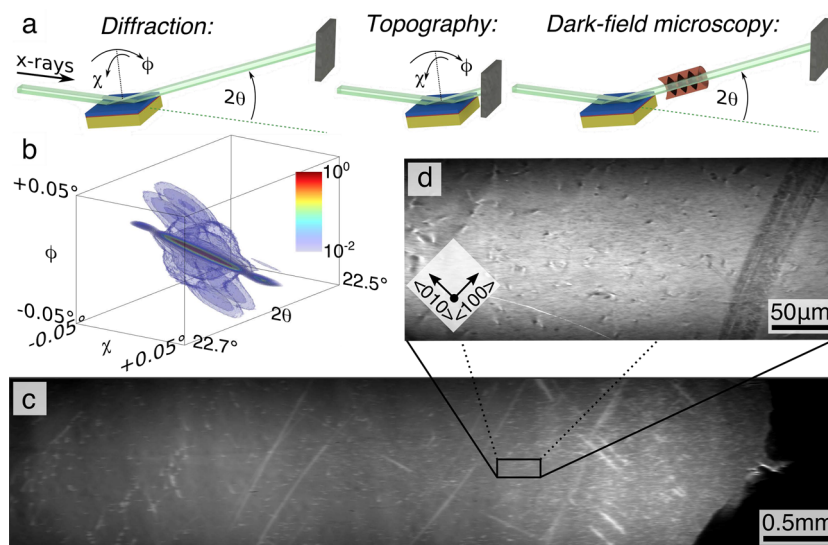 a
Diffraction:
Topography:
Dark-field microscopy:
x-rays
χ
ϕ
2θ
χ
ϕ
2θ
b
+0.05°
ϕ
-0.05°
-0.05°
χ
+0.05°
22.7°
2θ
22.5°
10⁰
10⁻²
d
<010>
<100>
50μm
c
0.5mm